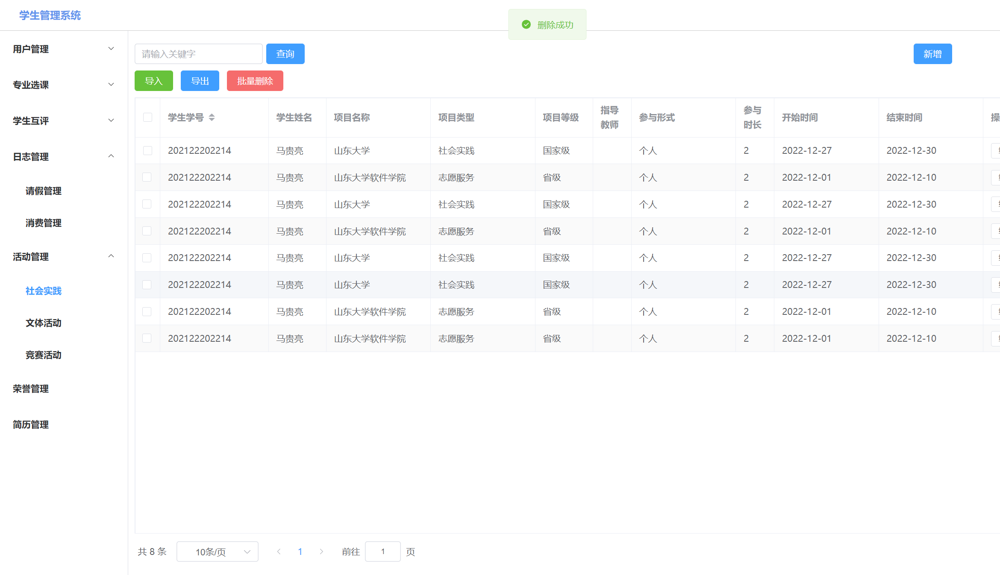 学生管理系统
删除成功
用户管理
专业选课
学生互评
日志管理
请假管理
消费管理
活动管理
社会实践
文体活动
竞赛活动
荣誉管理
简历管理
请输入关键字 查询 新增
导入 导出 批量删除
学生学号 学生姓名 项目名称 项目类型 项目等级 指导教师 参与形式 参与时长 开始时间 结束时间 操
202122202214 马贵亮 山东大学 社会实践 国家级 个人 2 2022-12-27 2022-12-30
202122202214 马贵亮 山东大学软件学院 志愿服务 省级 个人 2 2022-12-01 2022-12-10
202122202214 马贵亮 山东大学 社会实践 国家级 个人 2 2022-12-27 2022-12-30
202122202214 马贵亮 山东大学软件学院 志愿服务 省级 个人 2 2022-12-01 2022-12-10
202122202214 马贵亮 山东大学 社会实践 国家级 个人 2 2022-12-27 2022-12-30
202122202214 马贵亮 山东大学 社会实践 国家级 个人 2 2022-12-27 2022-12-30
202122202214 马贵亮 山东大学软件学院 志愿服务 省级 个人 2 2022-12-01 2022-12-10
202122202214 马贵亮 山东大学软件学院 志愿服务 省级 个人 2 2022-12-01 2022-12-10
共 8 条 10条/页 1 前往 1 页